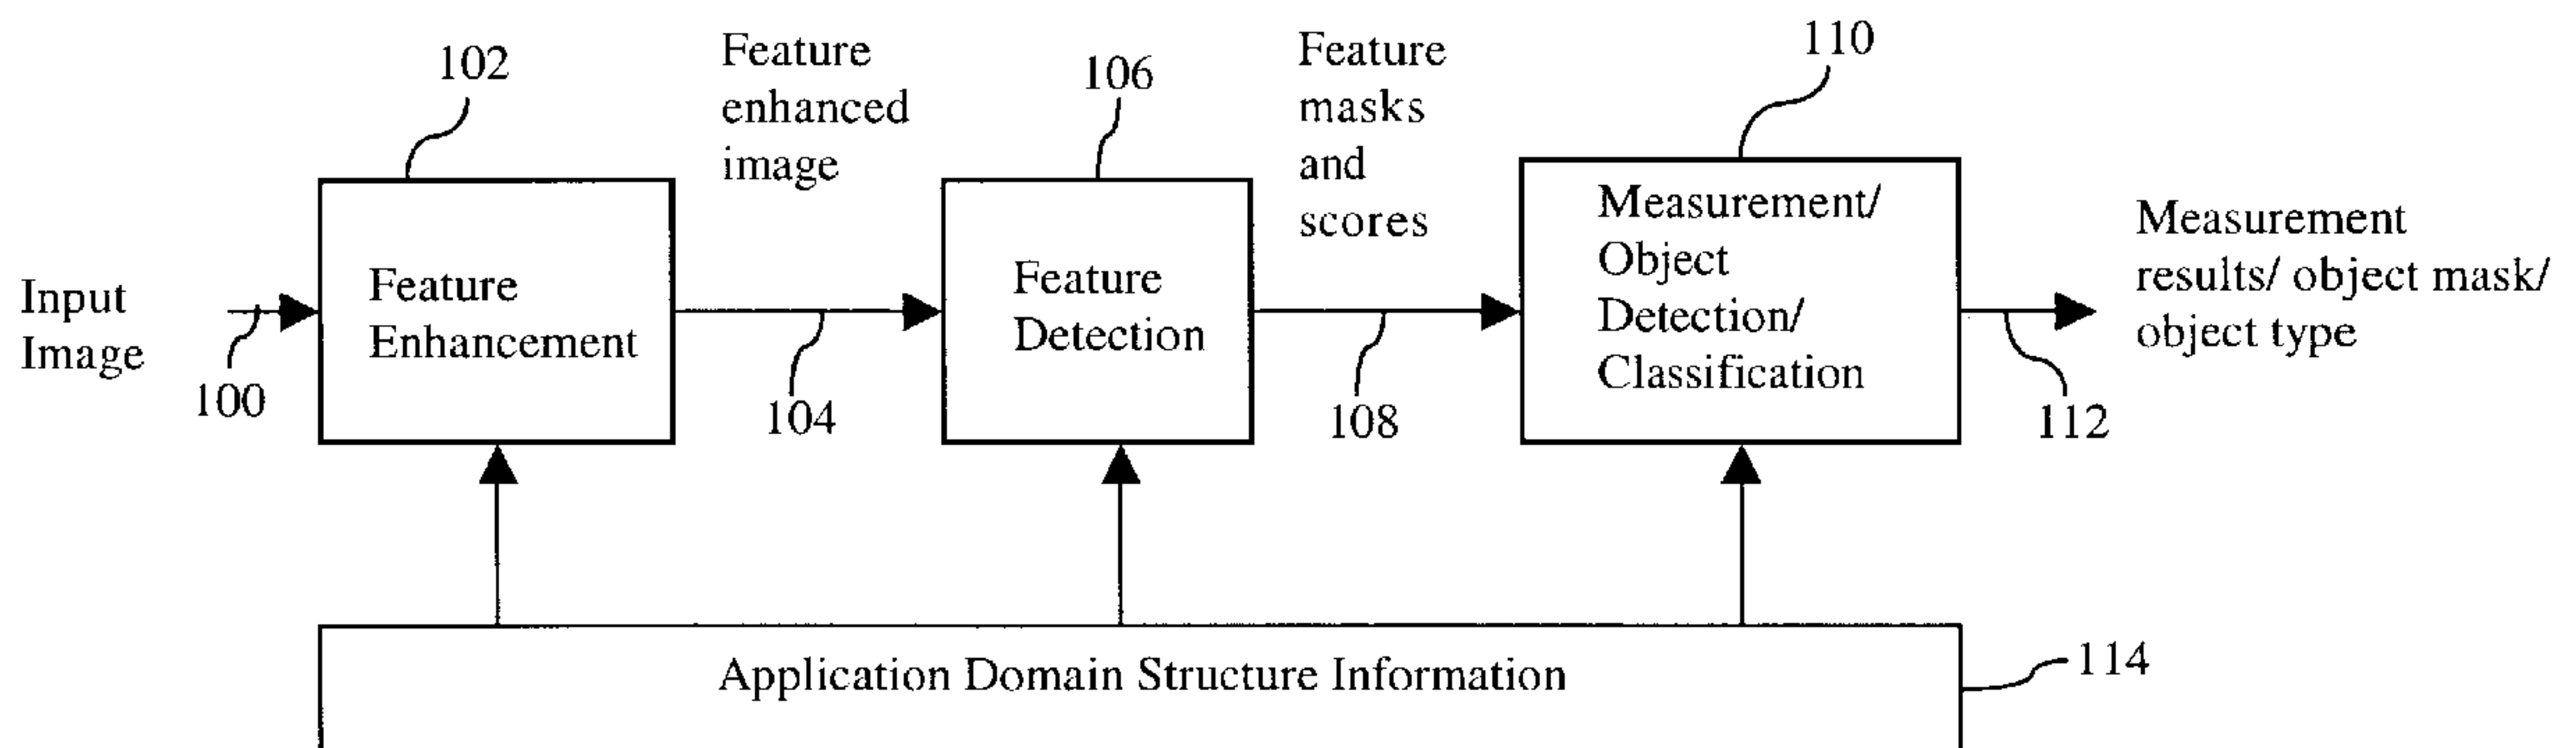 102
Feature
enhanced
image
106
Feature
masks
and
scores
110
Input
Image
100
Feature
Enhancement
104
Feature
Detection
108
Measurement/
Object
Detection/
Classification
112
Measurement
results/ object mask/
object type
Application Domain Structure Information
114